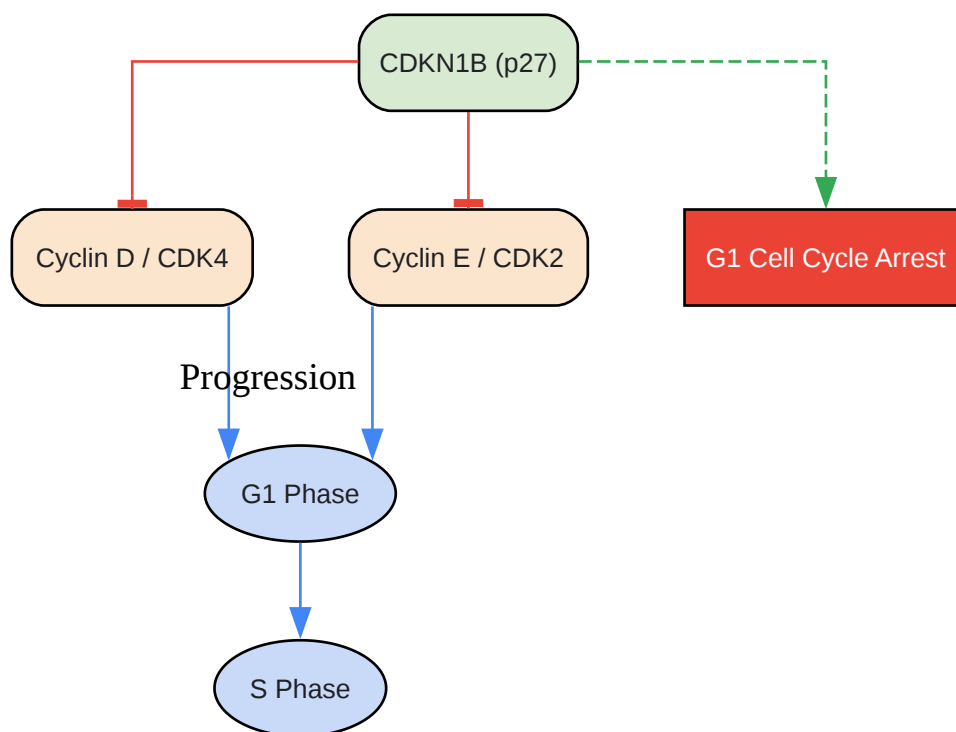 CDKN1B (p27)
Cyclin D / CDK4
Cyclin E / CDK2
G1 Cell Cycle Arrest
Progression
G1 Phase
S Phase